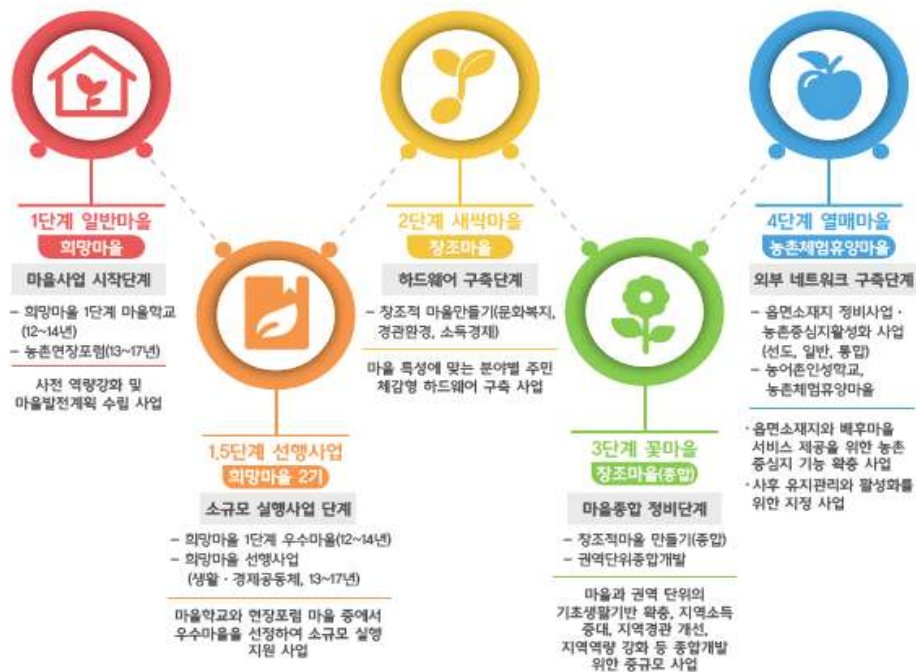 1단계 일반마을
희망마을
마을사업 시작단계
- 희망마을 1단계 마을학교
(12~14년)
- 농촌현장포럼(13~17년)
사전 역량강화 및
마을발전계획 수립 사업
1.5단계 선행사업
희망마을 2기
소규모 실행사업 단계
- 희망마을 1단계 우수마을(12~14년)
- 희망마을 선행사업
(생활·경제공동체, 13~17년)
마을학교와 현장포럼 마을 중에서
우수마을을 선정하여 소규모 실행
지원 사업
2단계 새싹마을
창조마을
하드웨어 구축단계
- 창조적 마을만들기(문화복지,
경관환경, 소득경제)
마을 특성에 맞는 분야별 주민
체감형 하드웨어 구축 사업
3단계 꽃마을
창조마을(종합)
마을종합 정비단계
- 창조적마을 만들기(종합)
- 권역단위종합개발
마을과 권역 단위의
기초생활기반 확충, 지역소득
증대, 지역경관 개선,
지역역량 강화 등 종합개발
위한 중규모 사업
4단계 열매마을
농촌체험휴양마을
외부 네트워크 구축단계
- 읍면소재지 정비사업·
농촌중심지활성화 사업
(선도, 일반, 통합)
- 농어촌인성학교,
농촌체험휴양마을
·읍면소재지와 배후마을
서비스 제공을 위한 농촌
중심지 기능 확충 사업
·사후 유지관리와 활성화를
위한 지정 사업